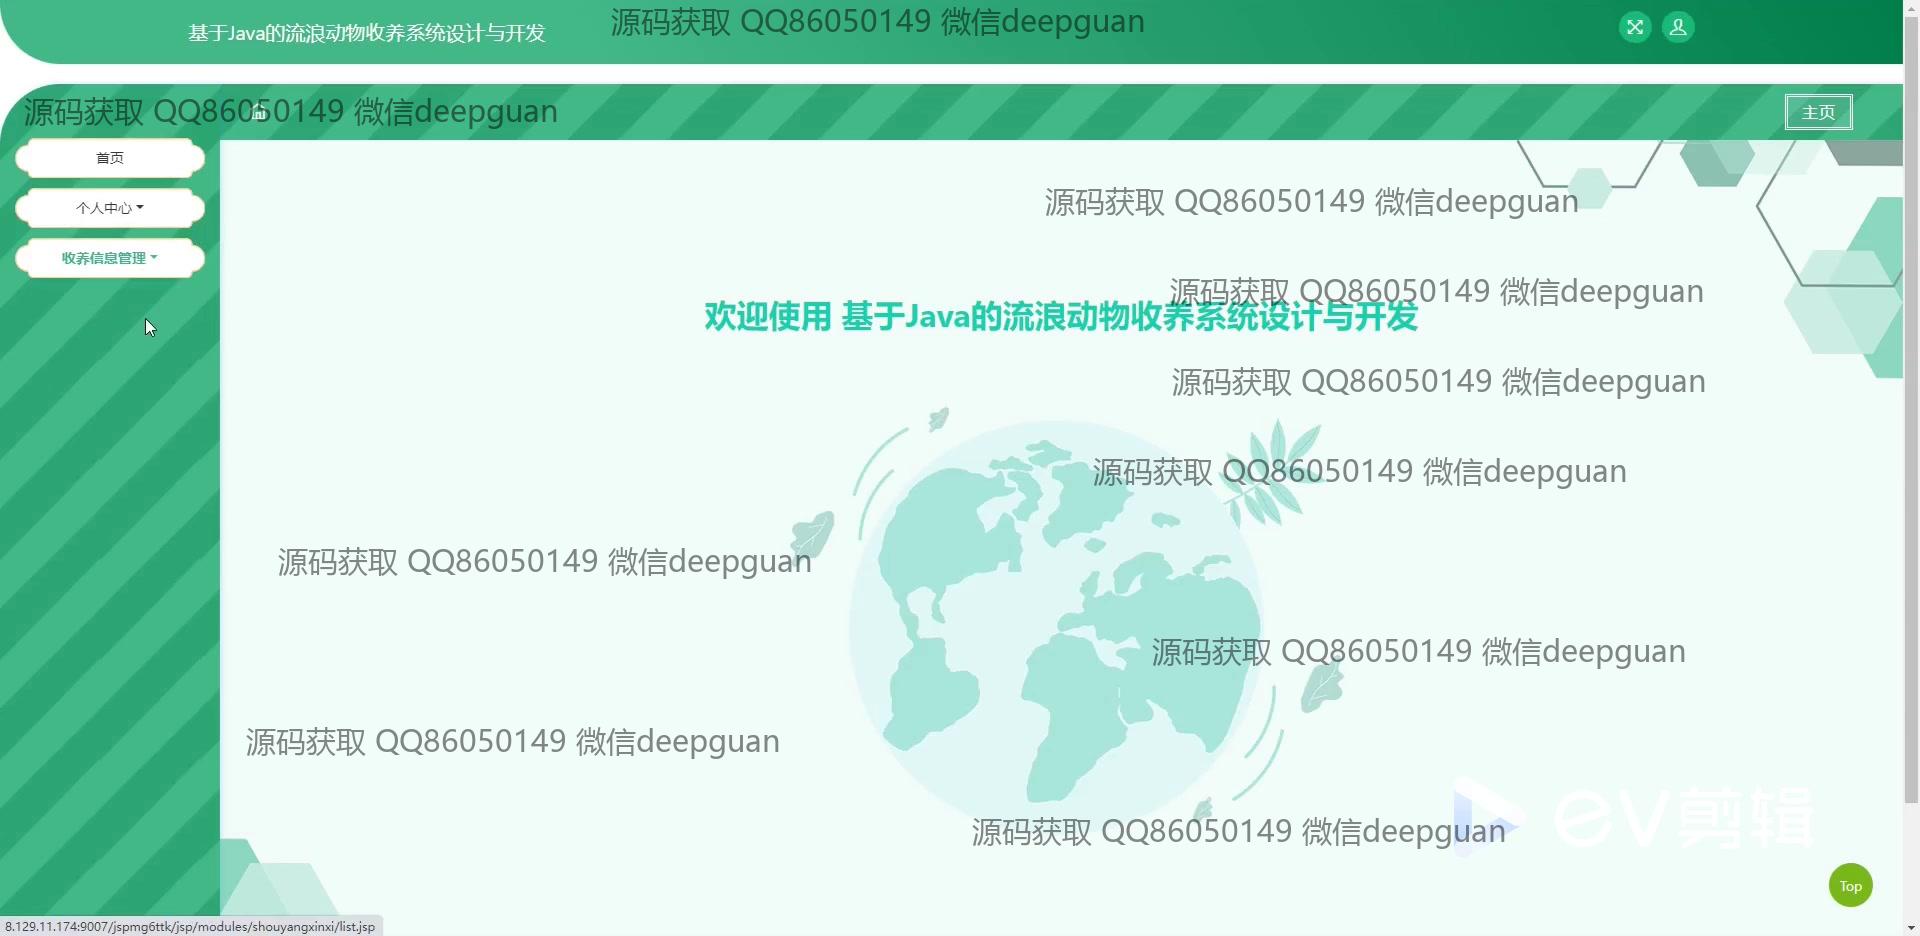 基于Java的流浪动物收养系统设计与开发
源码获取 QQ86050149 微信deepguan
源码获取 QQ86050149 微信deepguan
主页
首页
个人中心
收养信息管理
源码获取 QQ86050149 微信deepguan
源码获取 QQ86050149 微信deepguan
欢迎使用 基于Java的流浪动物收养系统设计与开发
源码获取 QQ86050149 微信deepguan
源码获取 QQ86050149 微信deepguan
源码获取 QQ86050149 微信deepguan
源码获取 QQ86050149 微信deepguan
源码获取 QQ86050149 微信deepguan
源码获取 QQ86050149 微信deepguan
eV剪辑
Top
8.129.11.174:9007/jspmg6ttk/jsp/modules/shouyangxinxi/list.jsp